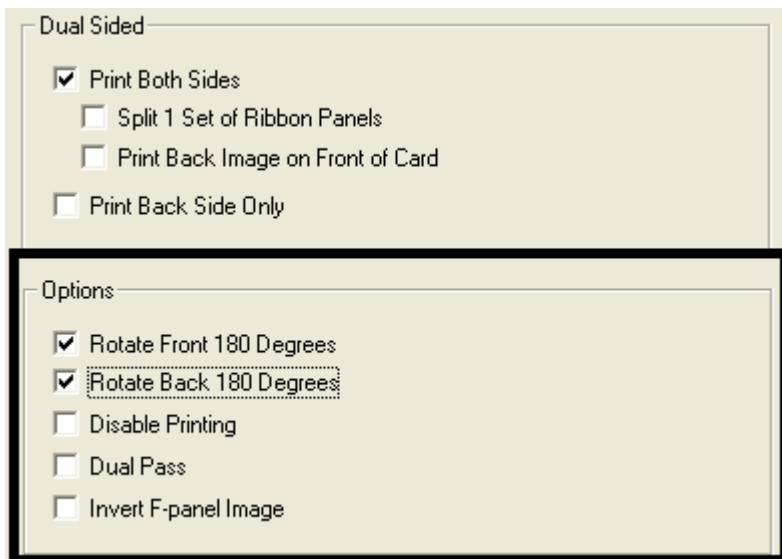 Dual Sided
Print Both Sides
Split 1 Set of Ribbon Panels
Print Back Image on Front of Card
Print Back Side Only
Options
Rotate Front 180 Degrees
Rotate Back 180 Degrees
Disable Printing
Dual Pass
Invert F-panel Image